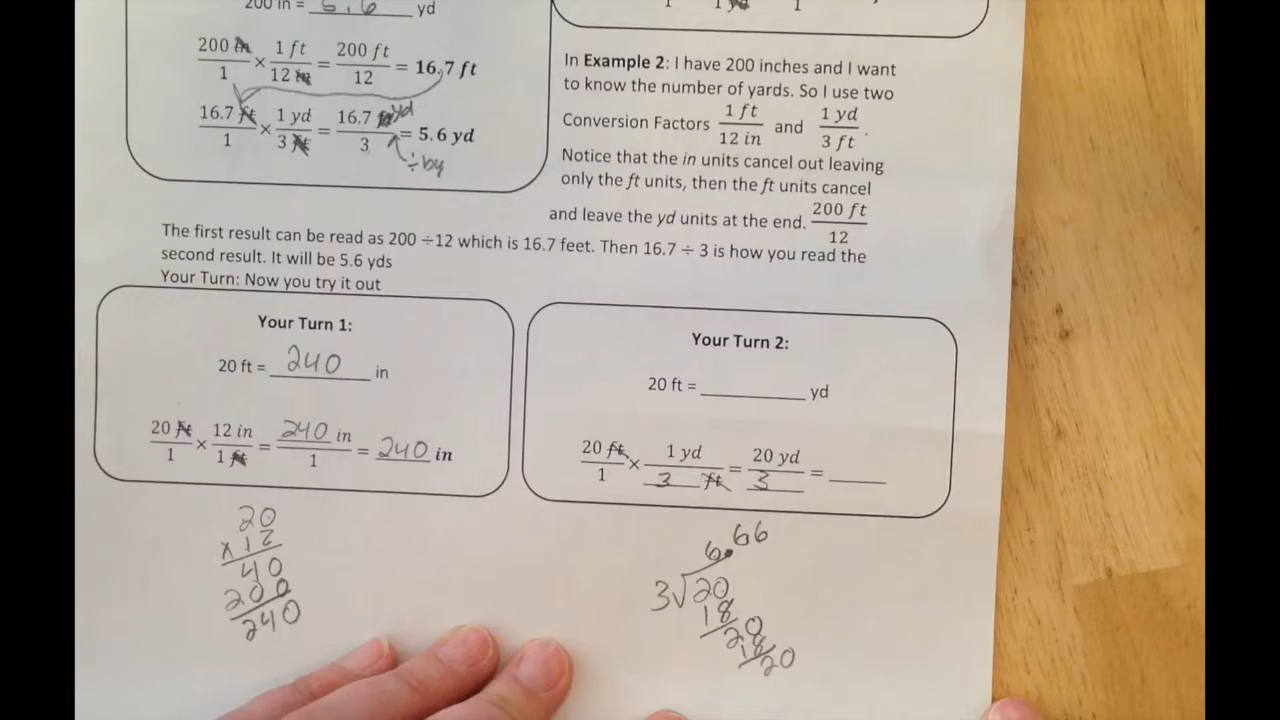 200 in = 5.6 yd
200 in / 1 × 1 ft / 12 in = 200 ft / 12 = 16.7 ft
16.7 ft / 1 × 1 yd / 3 ft = 16.7 yd / 3 = 5.6 yd
÷ by
1 1 yd 1
In Example 2: I have 200 inches and I want
to know the number of yards. So I use two
Conversion Factors 1 ft / 12 in and 1 yd / 3 ft .
Notice that the in units cancel out leaving
only the ft units, then the ft units cancel
and leave the yd units at the end. 200 ft / 12
The first result can be read as 200 ÷12 which is 16.7 feet. Then 16.7 ÷ 3 is how you read the
second result. It will be 5.6 yds
Your Turn: Now you try it out
Your Turn 1:
20 ft = 240 in
20 ft / 1 × 12 in / 1 ft = 240 in / 1 = 240 in
20
x 12
40
200
240
Your Turn 2:
20 ft = ________ yd
20 ft / 1 × 1 yd / 3 ft = 20 yd / 3 = ____
6.66
3√20
18
20
18
20